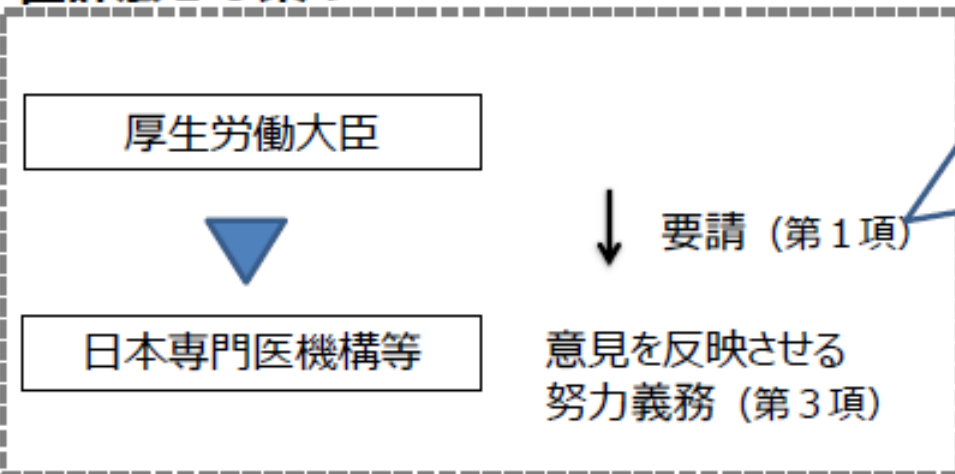 厚生労働大臣
要請（第１項）
日本専門医機構等
意見を反映させる
努力義務（第３項）